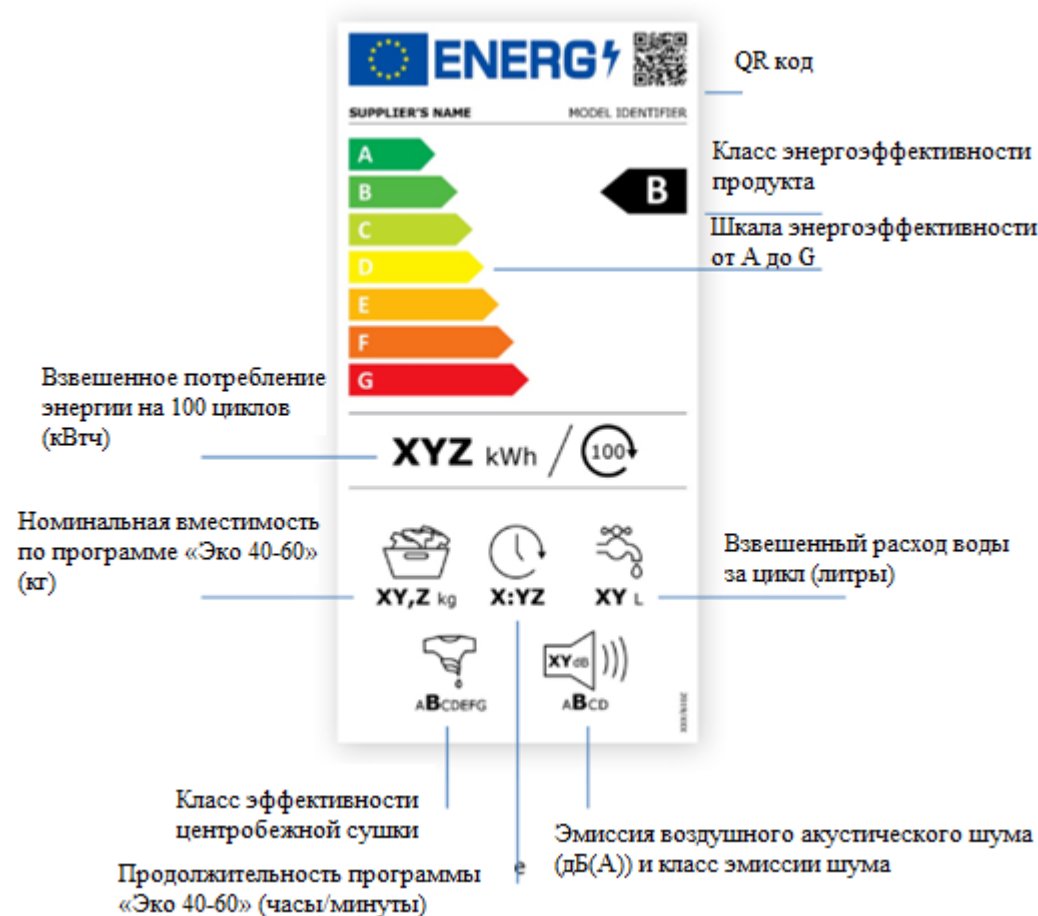 ENERG
QR код
SUPPLIER'S NAME
MODEL IDENTIFIER
A
B
C
D
E
F
G
B
Класс энергоэффективности
продукта
Шкала энергоэффективности
от A до G
Взвешенное потребление
энергии на 100 циклов
(кВтч)
XYZ kWh / 100
Номинальная вместимость
по программе «Эко 40-60»
(кг)
XY,Z kg
X:YZ
XY L
Взвешенный расход воды
за цикл (литры)
XY dB
ABCDEFG
ABCD
Класс эффективности
центробежной сушки
Продолжительность программы
«Эко 40-60» (часы/минуты)
е
Эмиссия воздушного акустического шума
(дБ(А)) и класс эмиссии шума